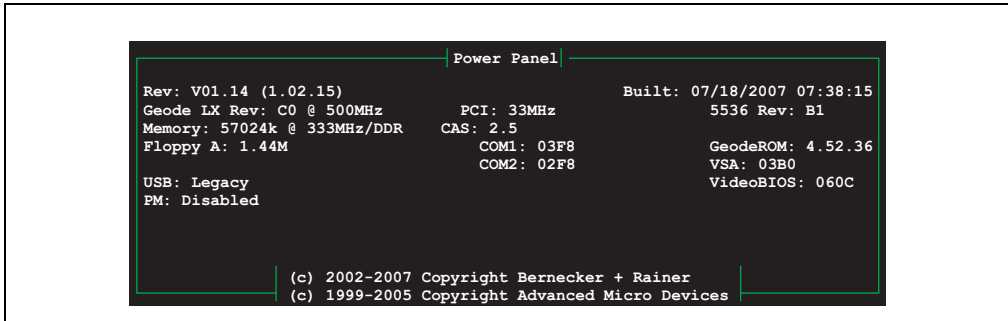 Power Panel
Rev: V01.14 (1.02.15) Built: 07/18/2007 07:38:15
Geode LX Rev: C0 @ 500MHz PCI: 33MHz 5536 Rev: B1
Memory: 57024k @ 333MHz/DDR CAS: 2.5
Floppy A: 1.44M COM1: 03F8 GeodeROM: 4.52.36
COM2: 02F8 VSA: 03B0
USB: Legacy VideoBIOS: 060C
PM: Disabled
(c) 2002-2007 Copyright Bernecker + Rainer
(c) 1999-2005 Copyright Advanced Micro Devices